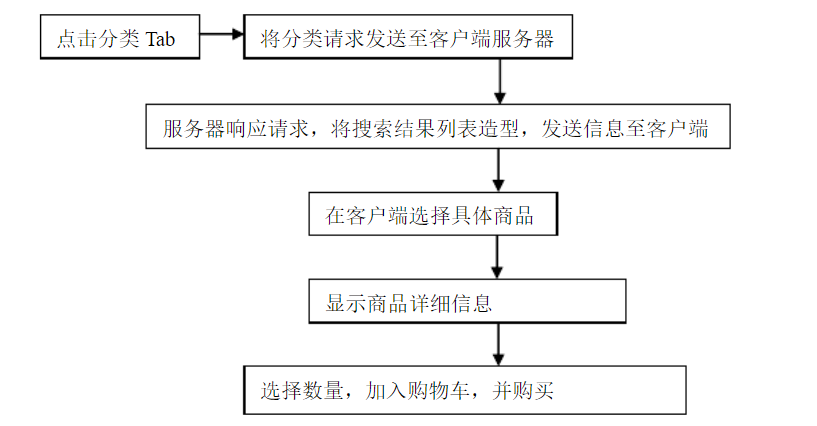 点击分类 Tab
将分类请求发送至客户端服务器
服务器响应请求，将搜索结果列表造型，发送信息至客户端
在客户端选择具体商品
显示商品详细信息
选择数量，加入购物车，并购买